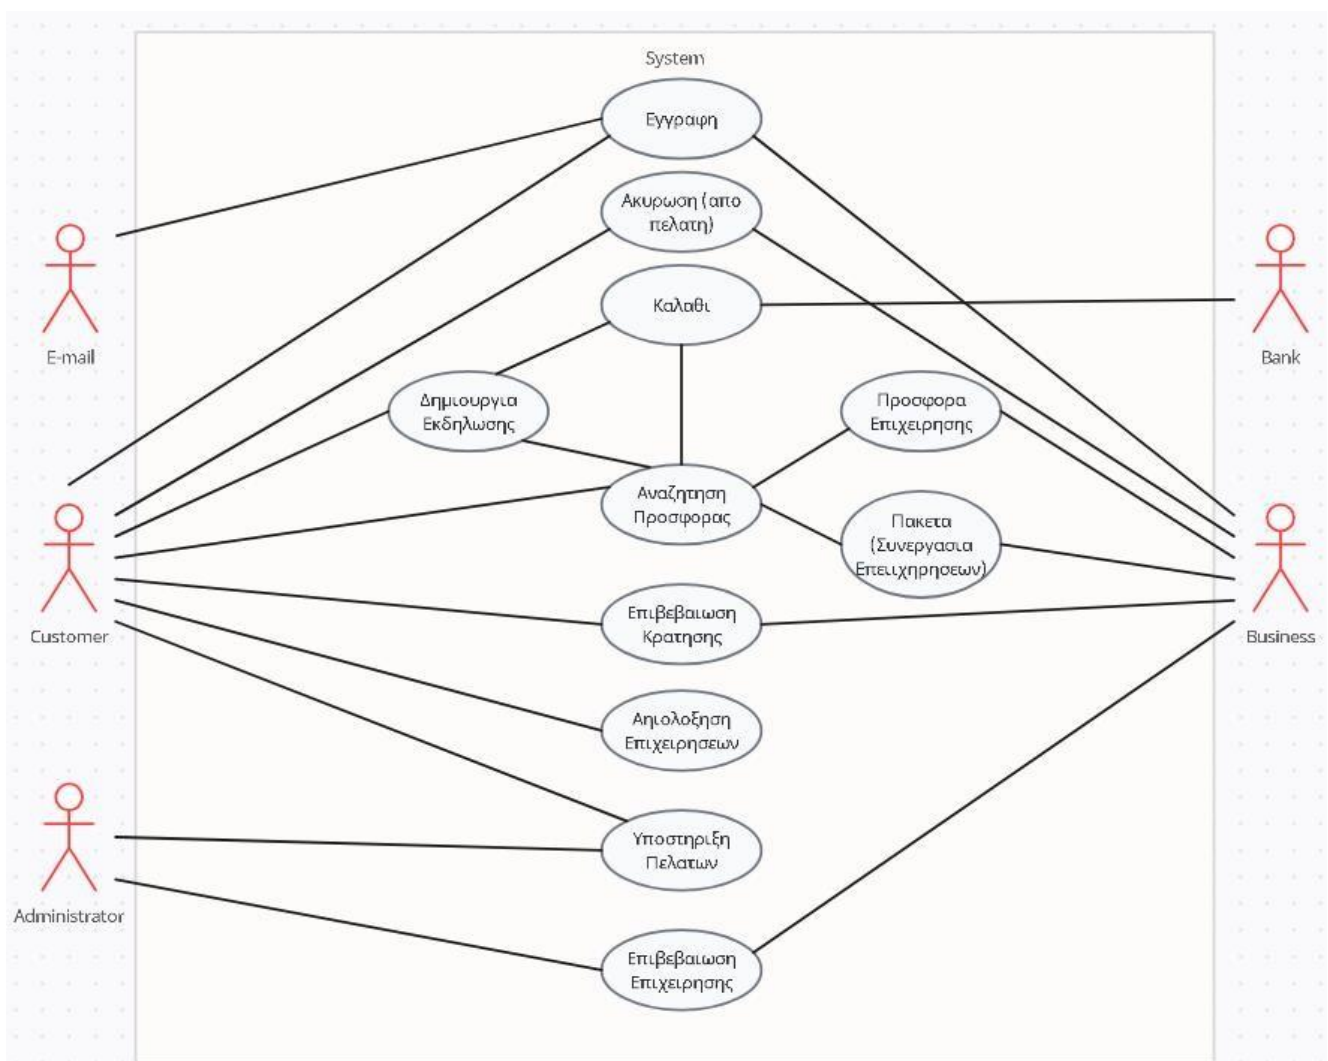 System
Εγγραφη
Ακυρωση (απο
πελατη)
Καλαθι
E-mail
Bank
Δημιουργια
Εκδηλωσης
Προσφορα
Επιχειρησης
Αναζητηση
Προσφορας
Πακετα
(Συνεργασια
Επειχηρησεων)
Customer
Business
Επιβεβαιωση
Κρατησης
Αηιολοξηση
Επιχειρησεων
Υποστηριξη
Πελατων
Administrator
Επιβεβαιωση
Επιχειρησης